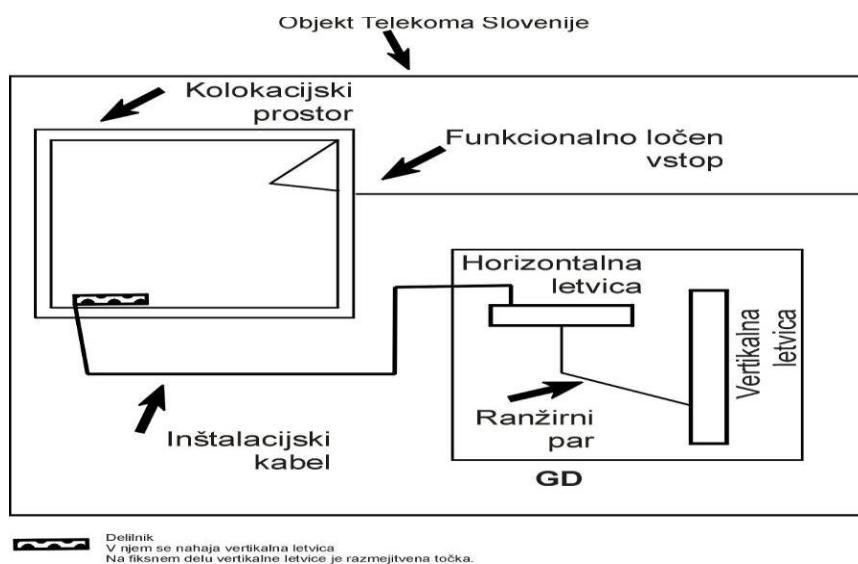 Objekt Telekoma Slovenije
Kolokacijski
prostor
Funkcionalno ločen
vstop
Horizontalna
letvica
Vertikalna
letvica
Ranžirni
par
Inštalacijski
kabel
GD
Delilnik
V njem se nahaja vertikalna letvica
Na fiksnem delu vertikalne letvice je razmejitvena točka.